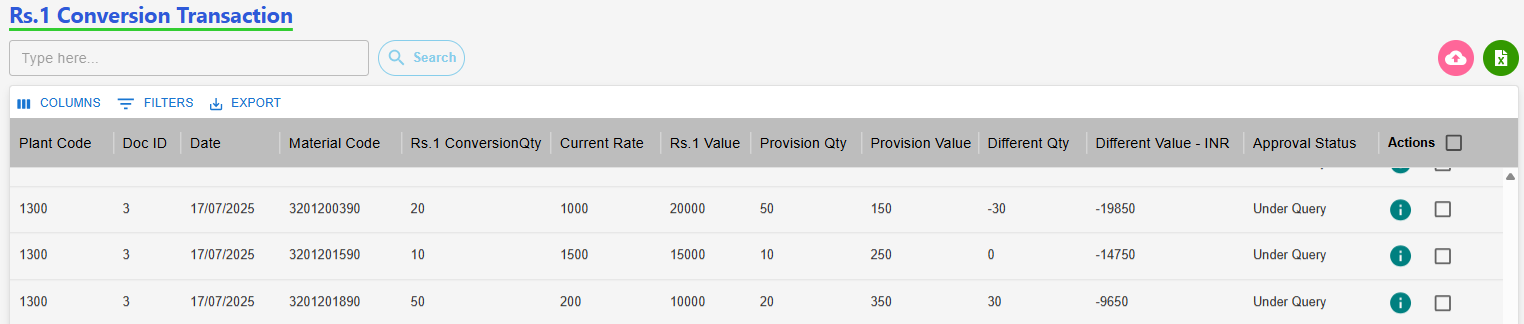 Rs.1 Conversion Transaction
Type here...
Search
COLUMNS FILTERS EXPORT
Plant Code Doc ID Date Material Code Rs.1 ConversionQty Current Rate Rs.1 Value Provision Qty Provision Value Different Qty Different Value - INR Approval Status Actions
1300 3 17/07/2025 3201200390 20 1000 20000 50 150 -30 -19850 Under Query
1300 3 17/07/2025 3201201590 10 1500 15000 10 250 0 -14750 Under Query
1300 3 17/07/2025 3201201890 50 200 10000 20 350 30 -9650 Under Query